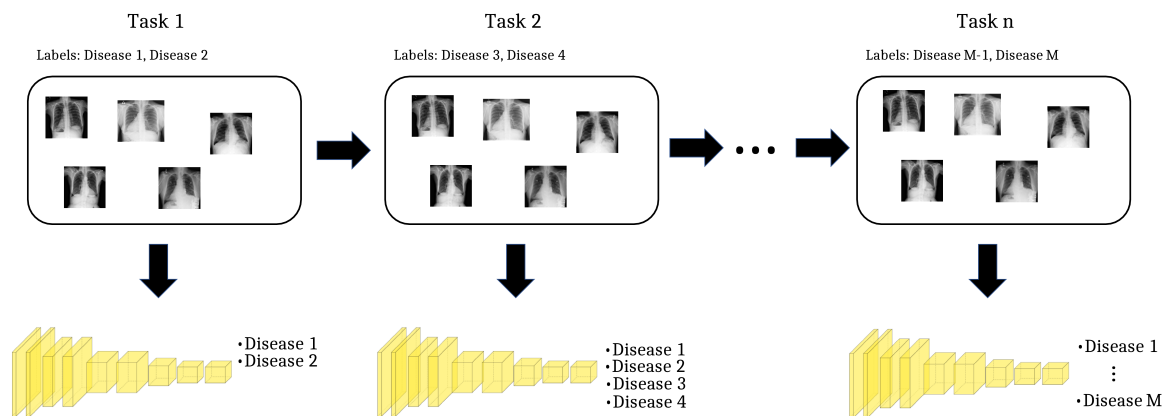 Task 1
Task 2
Task n
Labels: Disease 1, Disease 2
Labels: Disease 3, Disease 4
Labels: Disease M-1, Disease M
...
•Disease 1
•Disease 2
•Disease 1
•Disease 2
•Disease 3
•Disease 4
•Disease 1
⋮
•Disease M